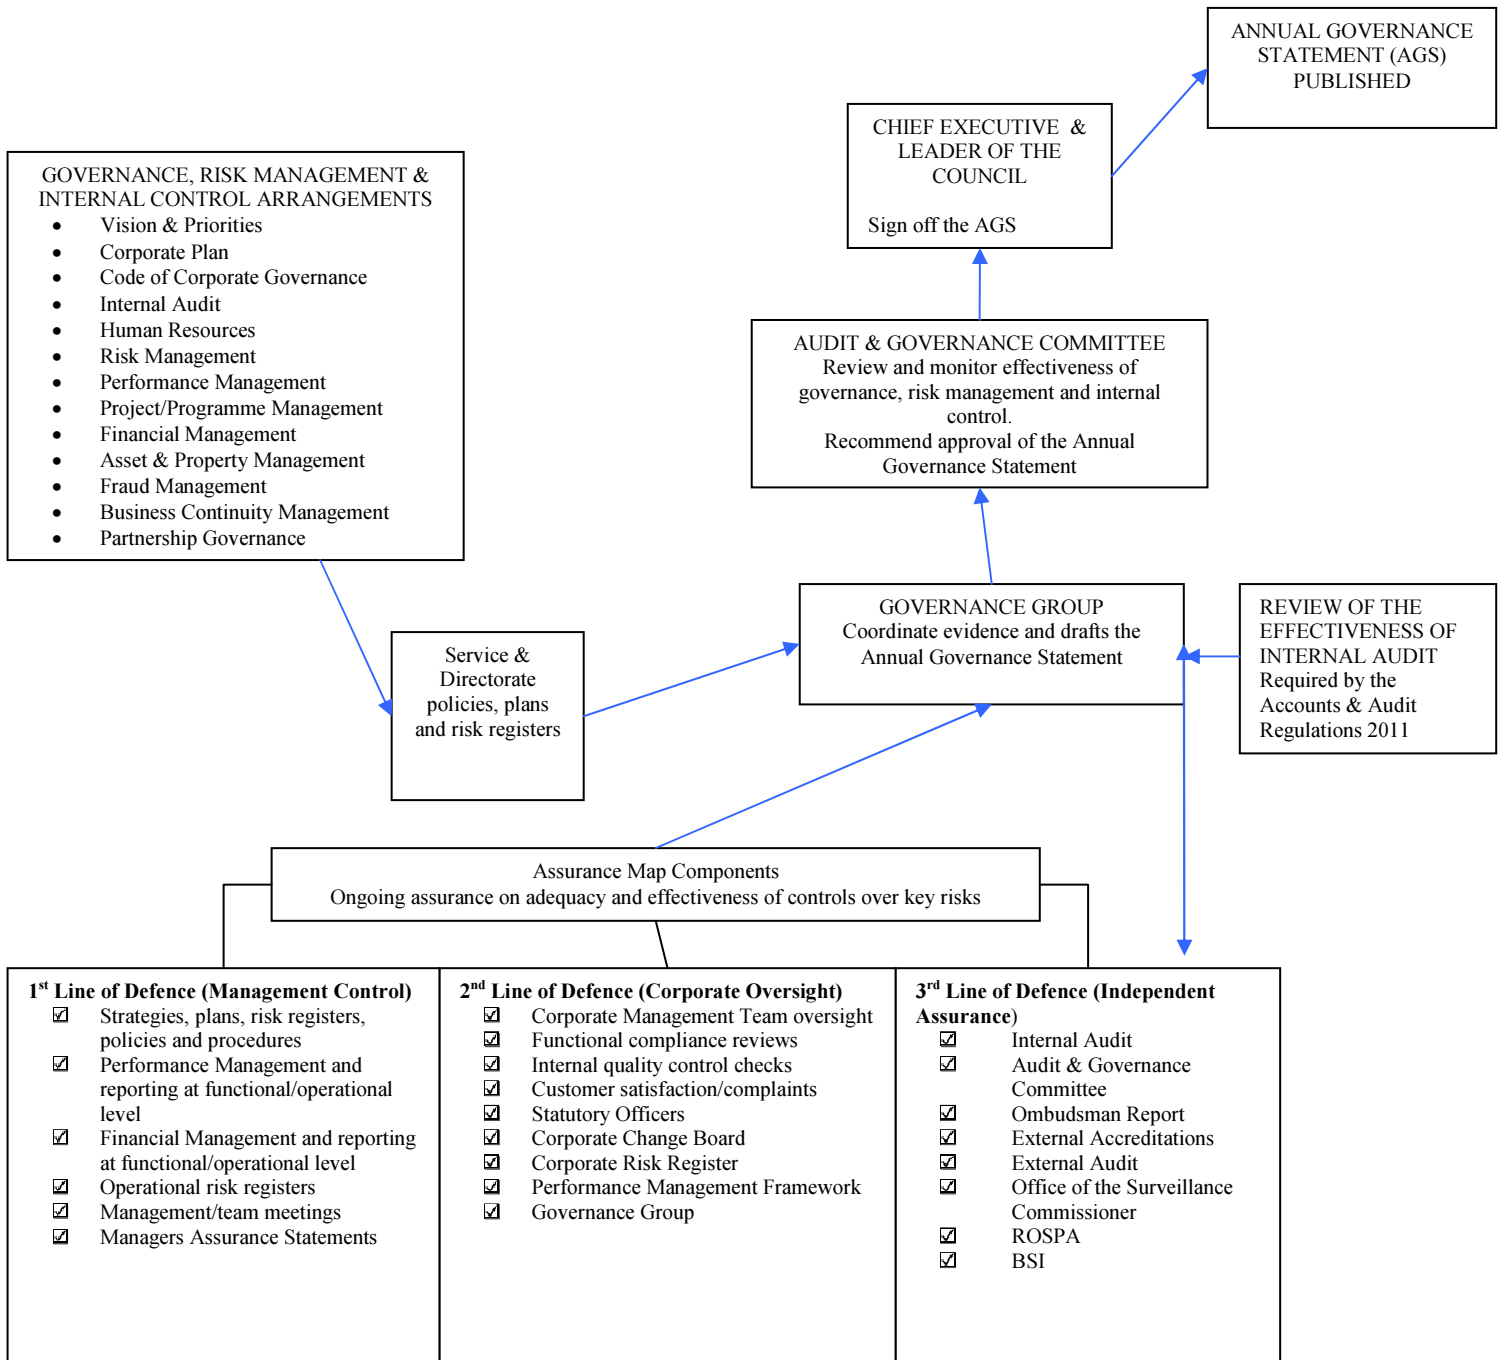 ANNUAL GOVERNANCE
STATEMENT (AGS)
PUBLISHED
CHIEF EXECUTIVE &
LEADER OF THE
COUNCIL
Sign off the AGS
GOVERNANCE, RISK MANAGEMENT &
INTERNAL CONTROL ARRANGEMENTS
• Vision & Priorities
• Corporate Plan
• Code of Corporate Governance
• Internal Audit
• Human Resources
• Risk Management
• Performance Management
• Project/Programme Management
• Financial Management
• Asset & Property Management
• Fraud Management
• Business Continuity Management
• Partnership Governance
AUDIT & GOVERNANCE COMMITTEE
Review and monitor effectiveness of
governance, risk management and internal
control.
Recommend approval of the Annual
Governance Statement
Service &
Directorate
policies, plans
and risk registers
GOVERNANCE GROUP
Coordinate evidence and drafts the
Annual Governance Statement
REVIEW OF THE
EFFECTIVENESS OF
INTERNAL AUDIT
Required by the
Accounts & Audit
Regulations 2011
Assurance Map Components
Ongoing assurance on adequacy and effectiveness of controls over key risks
1st Line of Defence (Management Control)
☑ Strategies, plans, risk registers,
policies and procedures
☑ Performance Management and
reporting at functional/operational
level
☑ Financial Management and reporting
at functional/operational level
☑ Operational risk registers
☑ Management/team meetings
☑ Managers Assurance Statements
2nd Line of Defence (Corporate Oversight)
☑ Corporate Management Team oversight
☑ Functional compliance reviews
☑ Internal quality control checks
☑ Customer satisfaction/complaints
☑ Statutory Officers
☑ Corporate Change Board
☑ Corporate Risk Register
☑ Performance Management Framework
☑ Governance Group
3rd Line of Defence (Independent
Assurance)
☑ Internal Audit
☑ Audit & Governance
Committee
☑ Ombudsman Report
☑ External Accreditations
☑ External Audit
☑ Office of the Surveillance
Commissioner
☑ ROSPA
☑ BSI